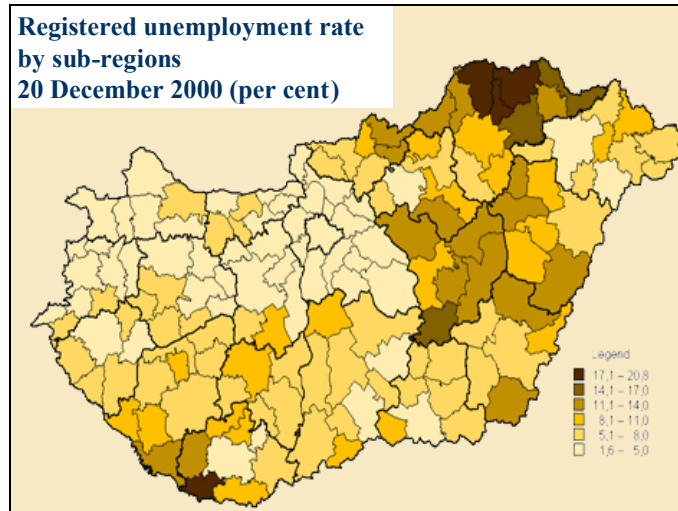 Registered unemployment rate
by sub-regions
20 December 2000 (per cent)
Legend
17,1 – 20,8
14,1 – 17,0
11,1 – 14,0
8,1 – 11,0
5,1 – 8,0
1,6 – 5,0